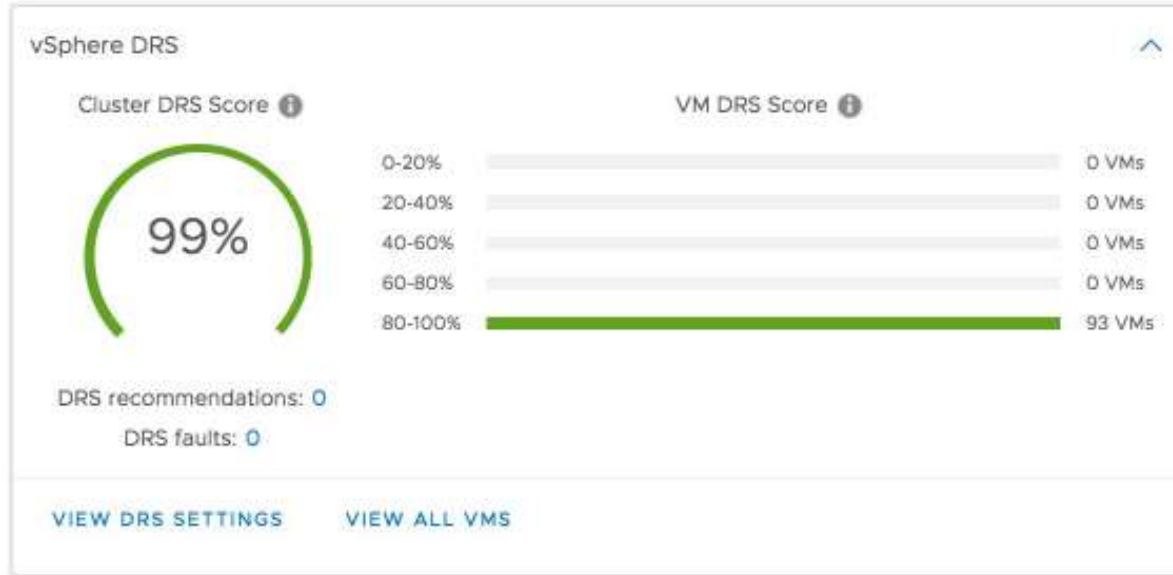 vSphere DRS
Cluster DRS Score
VM DRS Score
99%
0-20% 0 VMs
20-40% 0 VMs
40-60% 0 VMs
60-80% 0 VMs
80-100% 93 VMs
DRS recommendations: 0
DRS faults: 0
VIEW DRS SETTINGS VIEW ALL VMS